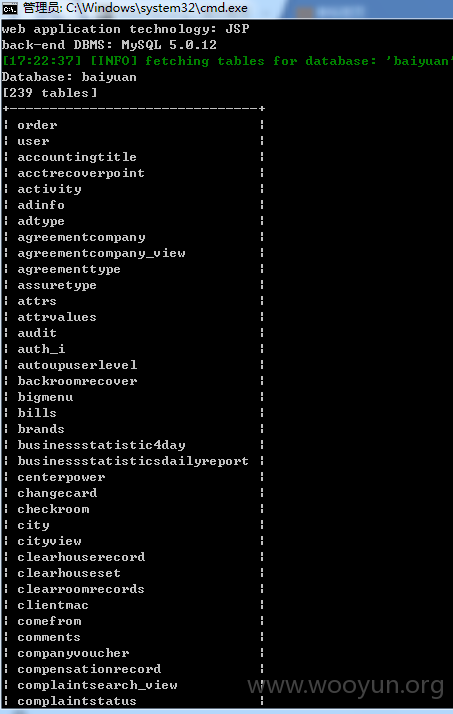 管理员: C:\Windows\system32\cmd.exe
web application technology: JSP
back-end DBMS: MySQL 5.0.12
[17:22:37] [INFO] fetching tables for database: 'baiyuan'
Database: baiyuan
[239 tables]
+-------------------------------+
| order |
| user |
| accountingtitle |
| acctrecoverpoint |
| activity |
| adinfo |
| adtype |
| agreementcompany |
| agreementcompany_view |
| agreementtype |
| assuretype |
| attrs |
| attrvalues |
| audit |
| auth_i |
| autoupuserlevel |
| backroomrecover |
| bigmenu |
| bills |
| brands |
| businessstatistic4day |
| businessstatisticsdailyreport |
| centerpower |
| changecard |
| checkroom |
| city |
| cityview |
| clearhouserecord |
| clearhouseset |
| clearroomrecords |
| clientmac |
| comefrom |
| comments |
| companyvoucher |
| compensationrecord |
| complaintsearch_view |
| complaintstatus |
www.wooyun.org